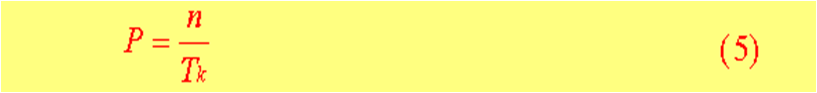 P = n/Tk (5)